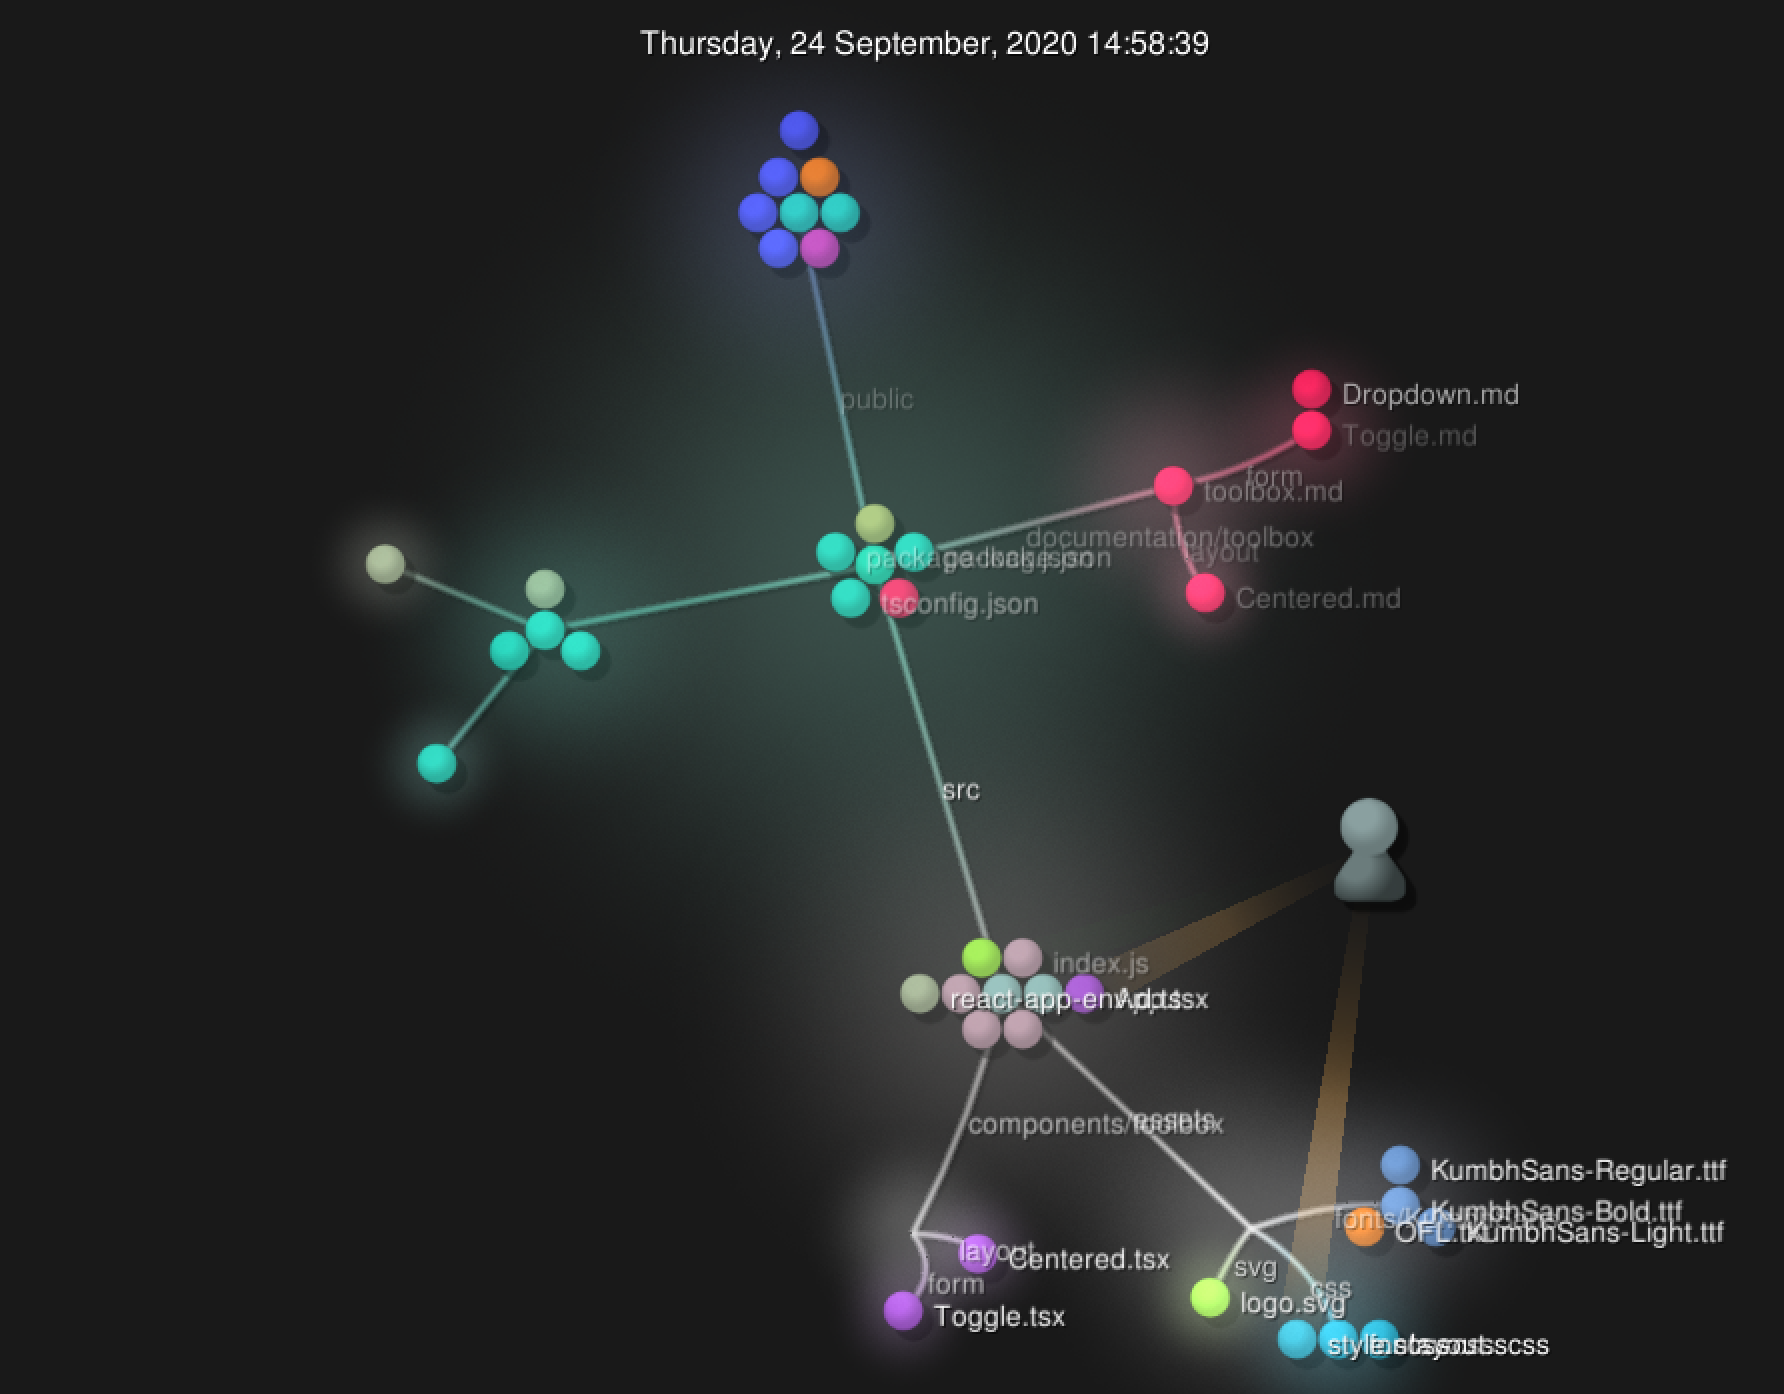 Thursday, 24 September, 2020 14:58:39
public
Dropdown.md
Toggle.md
form
toolbox.md
documentation/toolbox
layout
package-lock.json
package.json
Centered.md
tsconfig.json
src
index.js
react-app-env.d.ts
App.tsx
components/toolbox
assets
KumbhSans-Regular.ttf
KumbhSans-Bold.ttf
OFL.txt
KumbhSans-Light.ttf
layout
Centered.tsx
svg
form
css
logo.svg
Toggle.tsx